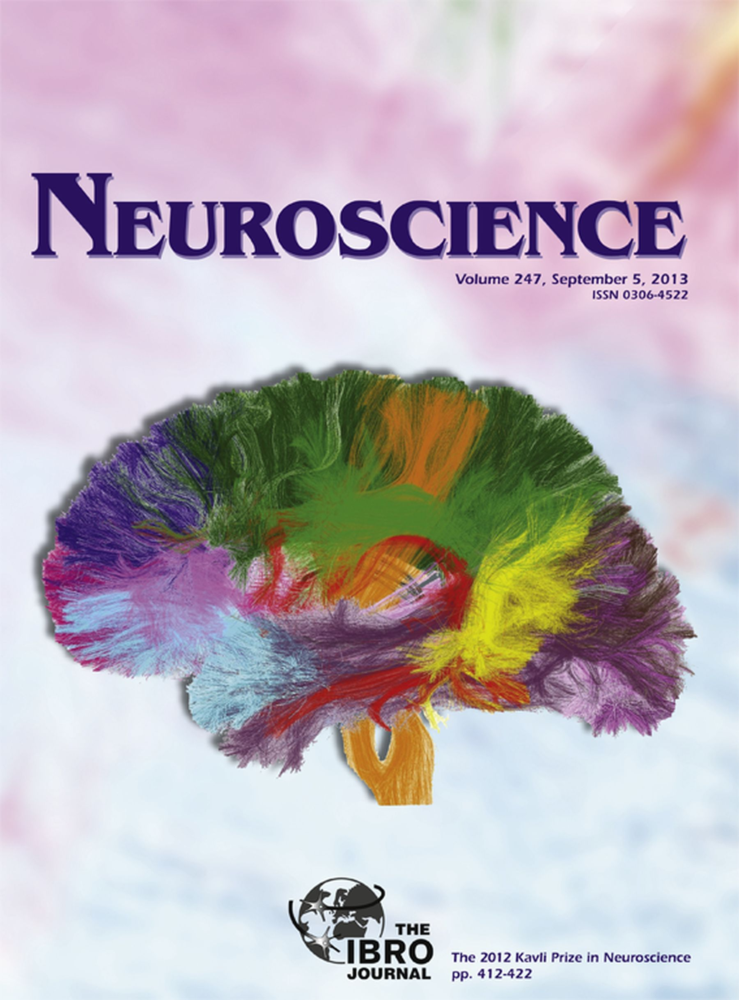 NEUROSCIENCE
Volume 247, September 5, 2013
ISSN 0306-4522
THE
IBRO
JOURNAL
The 2012 Kavli Prize in Neuroscience
pp. 412-422